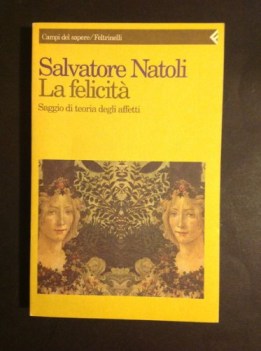 Campi del sapere/Feltrinelli
Salvatore Natoli
La felicità
Saggio di teoria degli affetti